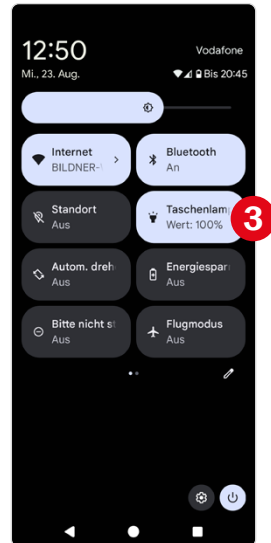 12:50
Vodafone
Mi., 23. Aug.
Bis 20:45
Internet
BILDNER-
Bluetooth
An
Standort
Aus
Taschenlam
Wert: 100%
3
Autom. dreh
Aus
Energiespar
Aus
Bitte nicht st
Aus
Flugmodus
Aus